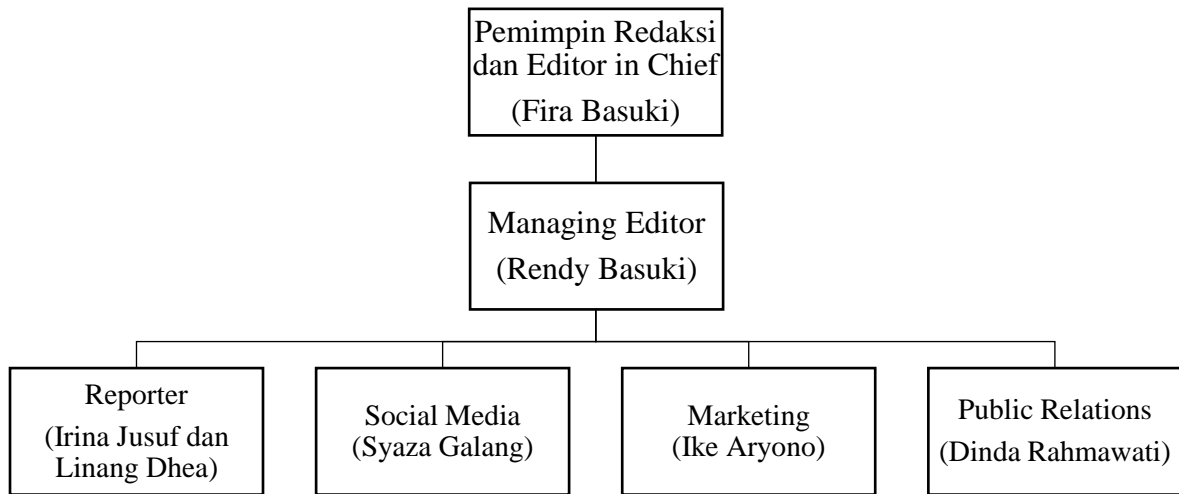 Pemimpin Redaksi
dan Editor in Chief
(Fira Basuki)
Managing Editor
(Rendy Basuki)
Reporter
(Irina Jusuf dan
Linang Dhea)
Social Media
(Syaza Galang)
Marketing
(Ike Aryono)
Public Relations
(Dinda Rahmawati)